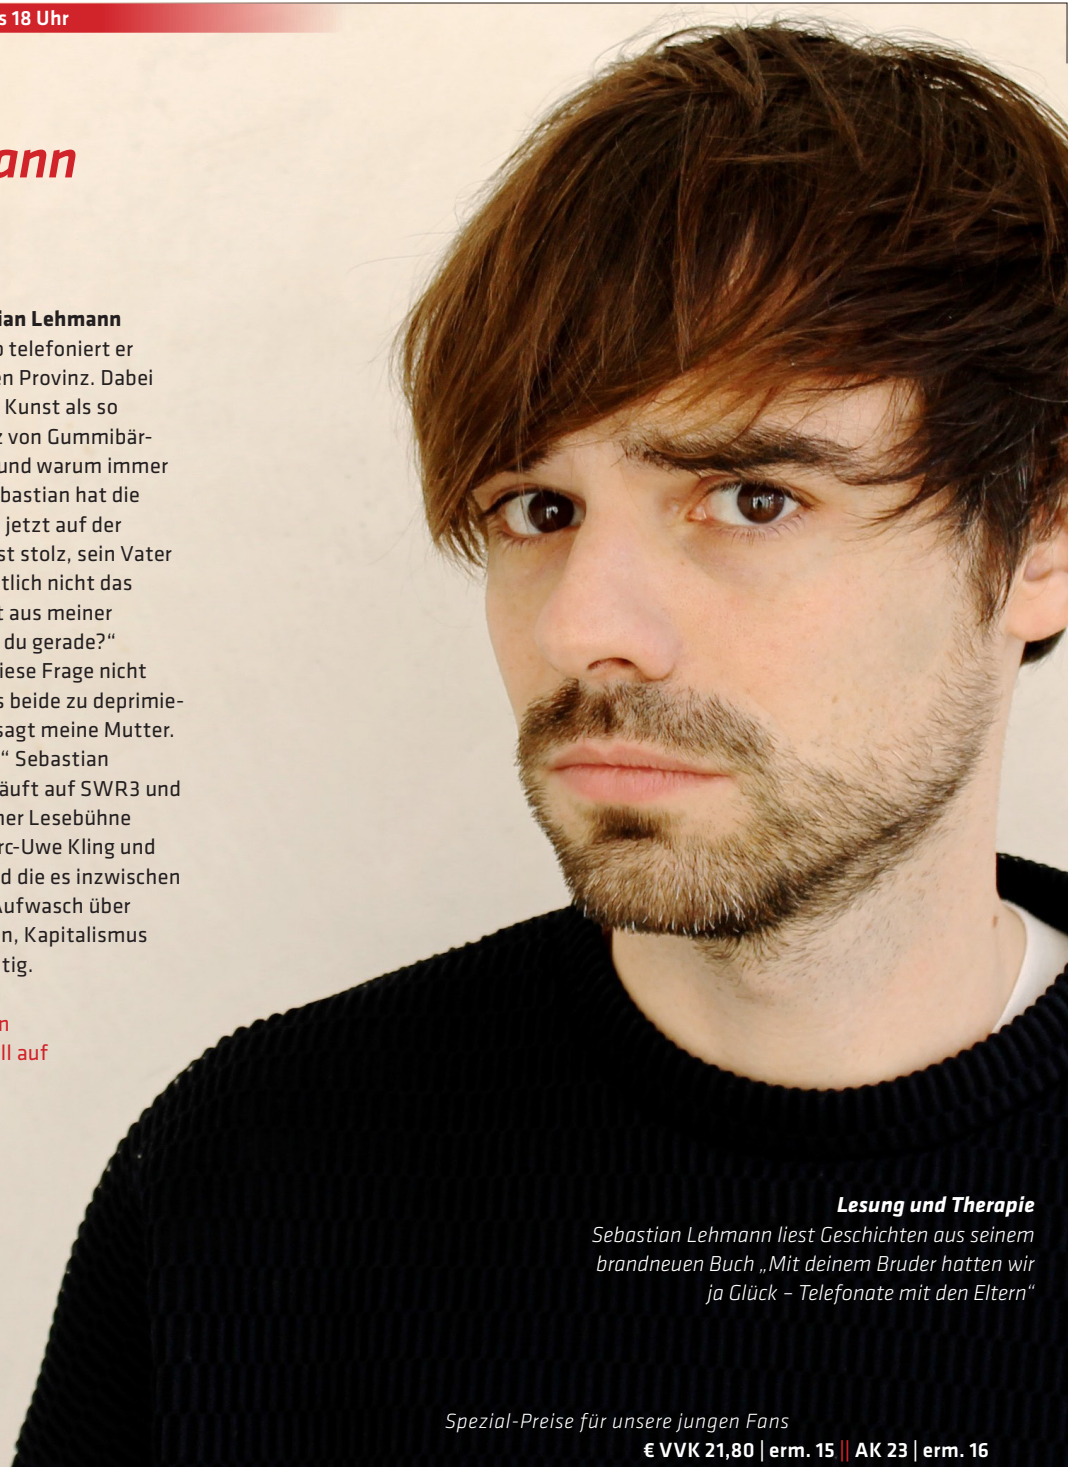 s 18 Uhr
ann
ian Lehmann
o telefoniert er
en Provinz. Dabei
Kunst als so
z von Gummibär-
und warum immer
bastian hat die
jetzt auf der
st stolz, sein Vater
tlich nicht das
t aus meiner
du gerade?“
iese Frage nicht
s beide zu deprimie-
sagt meine Mutter.
“ Sebastian
äuft auf SWR3 und
ner Lesebühne
rc-Uwe Kling und
d die es inzwischen
Aufwasch über
n, Kapitalismus
tig.
n
ll auf
Lesung und Therapie
Sebastian Lehmann liest Geschichten aus seinem
brandneuen Buch „Mit deinem Bruder hatten wir
ja Glück – Telefonate mit den Eltern“
Spezial-Preise für unsere jungen Fans
€ VVK 21,80 | erm. 15 || AK 23 | erm. 16